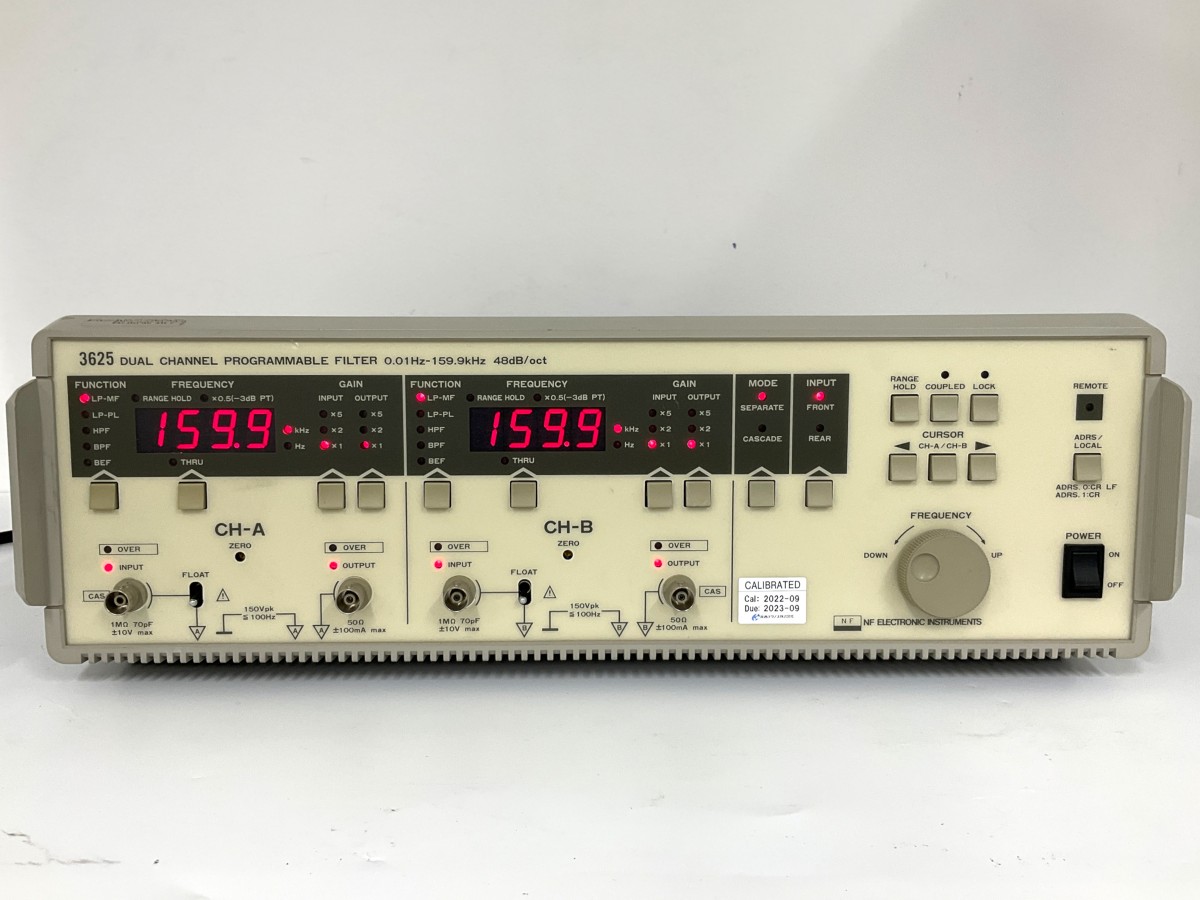 3625 DUAL CHANNEL PROGRAMMABLE FILTER 0.01Hz-159.9kHz 48dB/oct
FUNCTION FREQUENCY GAIN
LP-MF RANGE HOLD ×0.5(-3dB PT) INPUT OUTPUT
LP-PL ×5 ×5
HPF 159.9 kHz ×2 ×2
BPF Hz ×1 ×1
BEF THRU
CH-A
ZERO
OVER OVER
INPUT OUTPUT
FLOAT
CAS
150Vpk
≦100Hz
1MΩ 70pF
±10V max
A A A
50Ω
±100mA max
FUNCTION FREQUENCY GAIN
LP-MF RANGE HOLD ×0.5(-3dB PT) INPUT OUTPUT
LP-PL ×5 ×5
HPF 159.9 kHz ×2 ×2
BPF Hz ×1 ×1
BEF THRU
CH-B
ZERO
OVER OVER
INPUT OUTPUT
FLOAT
CAS
150Vpk
≦100Hz
1MΩ 70pF
±10V max
B B B
50Ω
±100mA max
MODE
SEPARATE
CASCADE
INPUT
FRONT
REAR
RANGE
HOLD COUPLED LOCK
CURSOR
CH-A/CH-B
REMOTE
ADRS/
LOCAL
ADRS. 0:CR LF
ADRS. 1:CR
FREQUENCY
DOWN UP
POWER
ON
OFF
CALIBRATED
Cal: 2022-09
Due: 2023-09
NF NF ELECTRONIC INSTRUMENTS